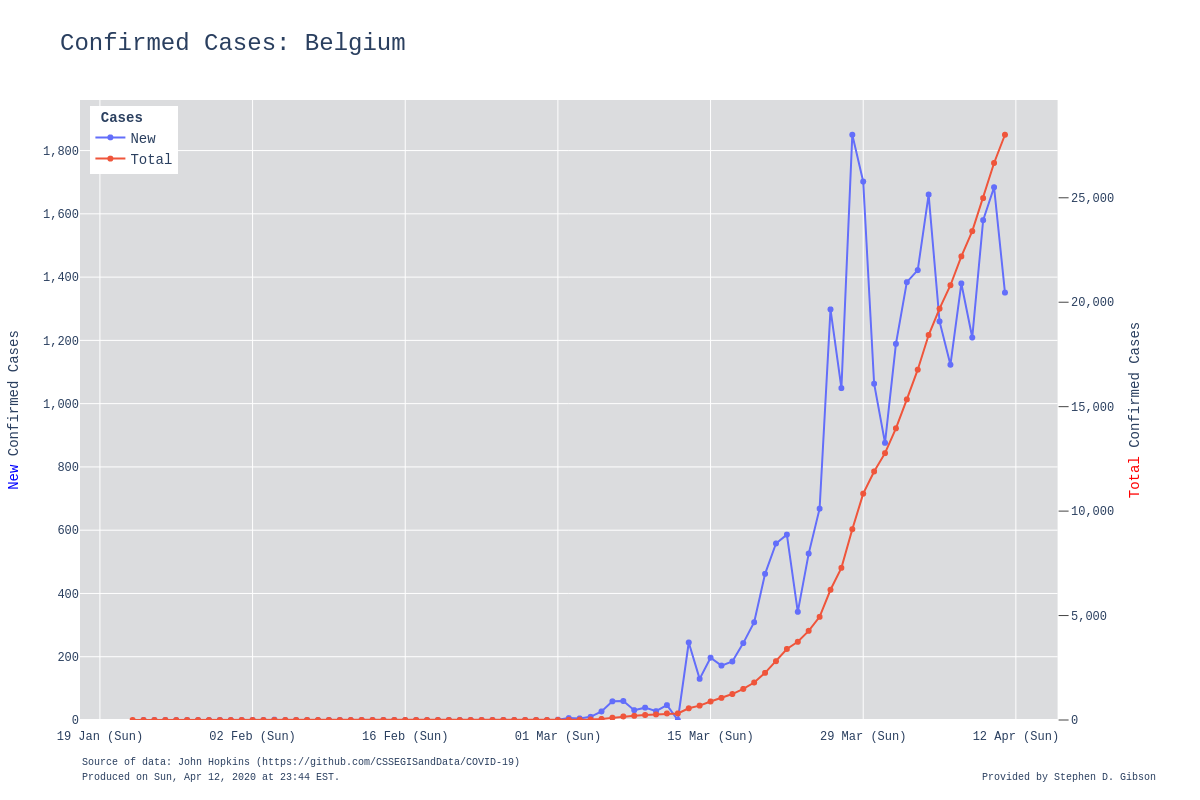 Confirmed Cases: Belgium
Cases
New
Total
1,800
1,600
1,400
1,200
1,000
800
600
400
200
0
New Confirmed Cases
25,000
20,000
15,000
10,000
5,000
0
Total Confirmed Cases
19 Jan (Sun) 02 Feb (Sun) 16 Feb (Sun) 01 Mar (Sun) 15 Mar (Sun) 29 Mar (Sun) 12 Apr (Sun)
Source of data: John Hopkins (https://github.com/CSSEGISandData/COVID-19)
Produced on Sun, Apr 12, 2020 at 23:44 EST.
Provided by Stephen D. Gibson